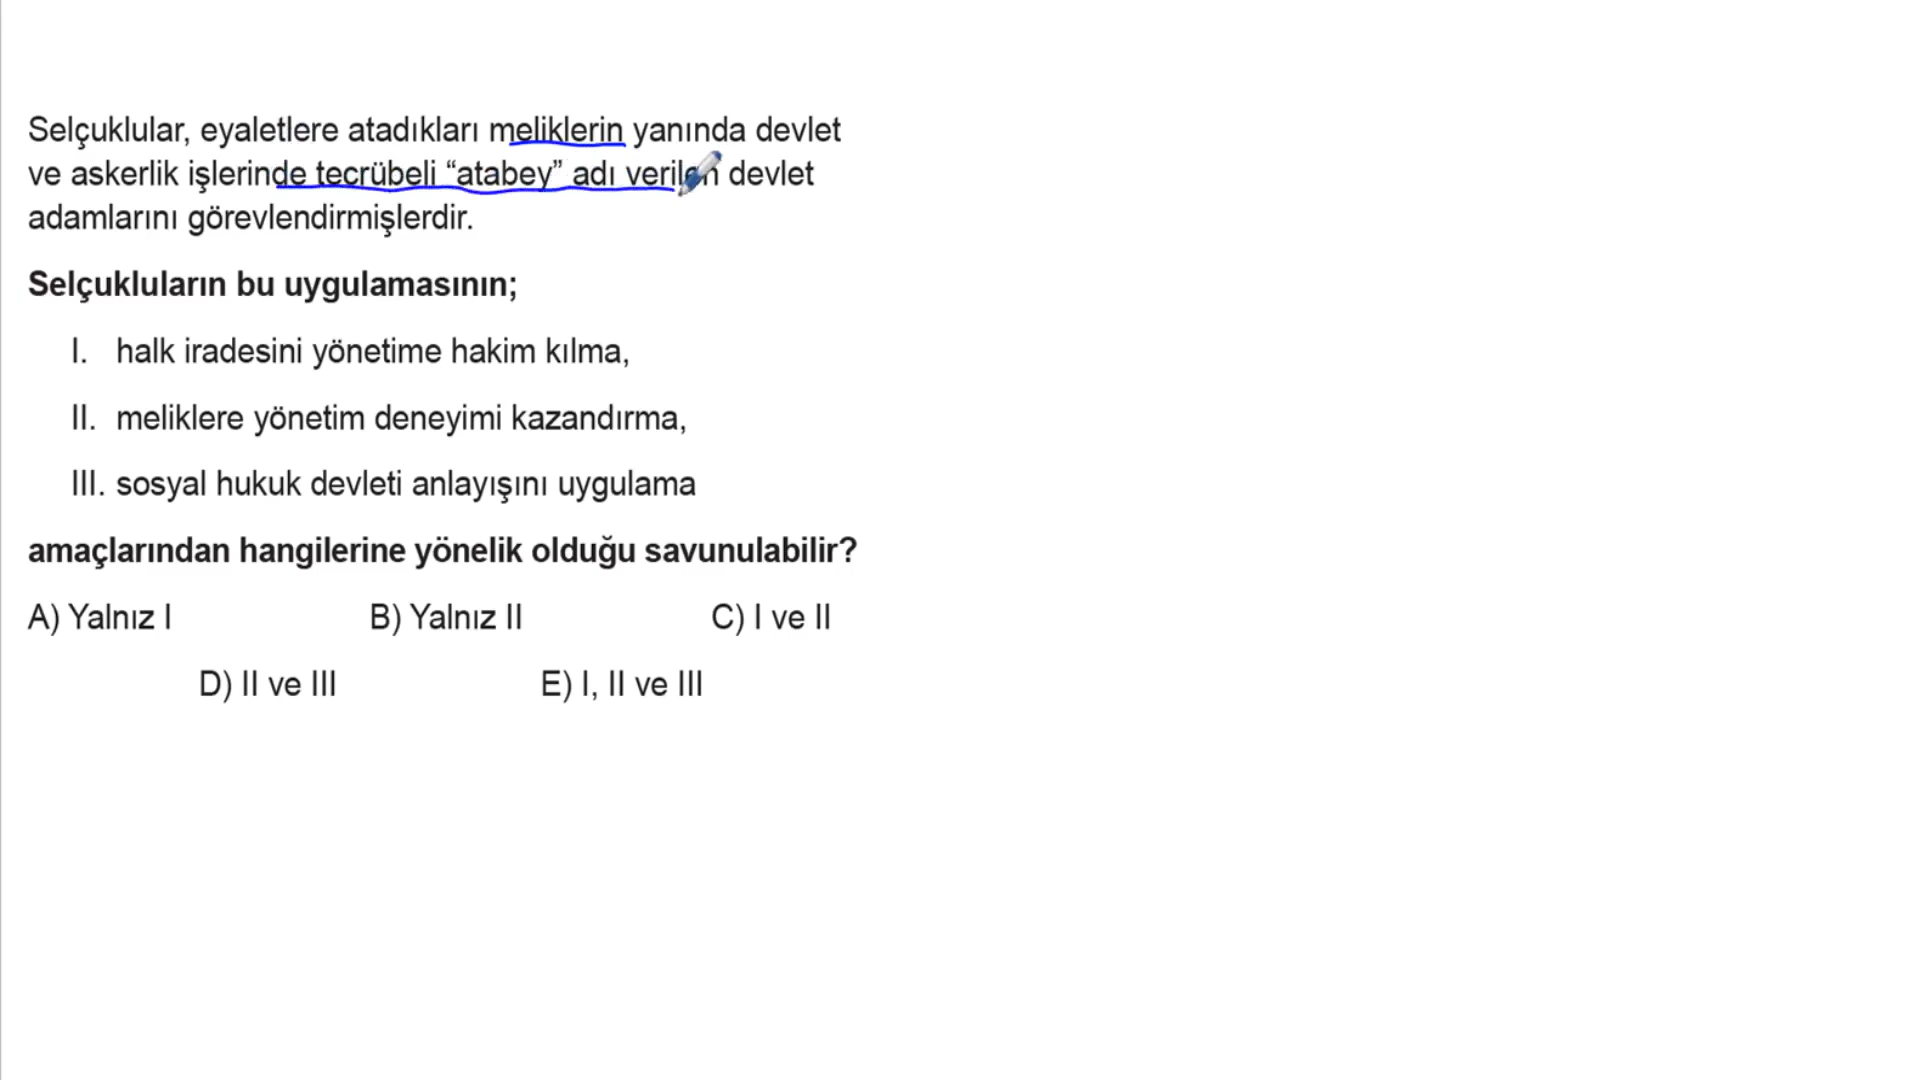 Selçuklular, eyaletlere atadıkları meliklerin yanında devlet
ve askerlik işlerinde tecrübeli “atabey” adı verilen devlet
adamlarını görevlendirmişlerdir.
Selçukluların bu uygulamasının;
I. halk iradesini yönetime hakim kılma,
II. meliklere yönetim deneyimi kazandırma,
III. sosyal hukuk devleti anlayışını uygulama
amaçlarından hangilerine yönelik olduğu savunulabilir?
A) Yalnız I B) Yalnız II C) I ve II
D) II ve III E) I, II ve III